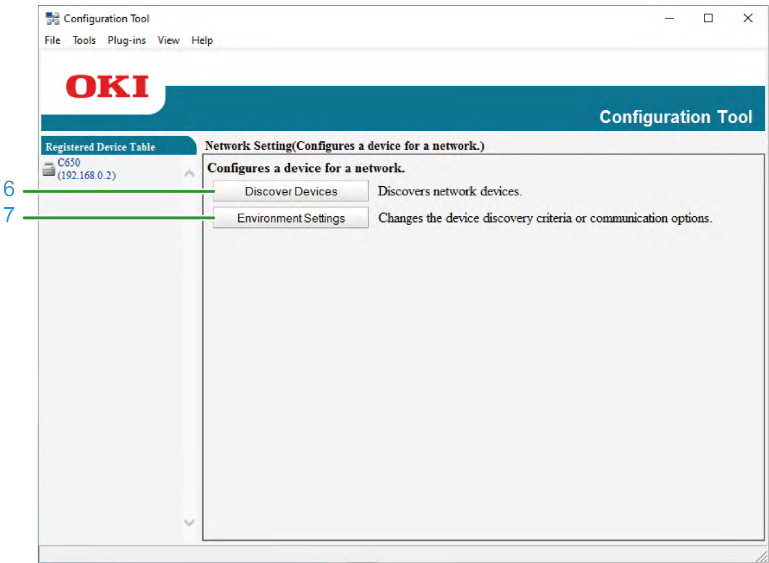 Configuration Tool
File Tools Plug-ins View Help
OKI
Configuration Tool
Registered Device Table
C650
(192.168.0.2)
Network Setting(Configures a device for a network.)
Configures a device for a network.
6 Discover Devices Discovers network devices.
7 Environment Settings Changes the device discovery criteria or communication options.